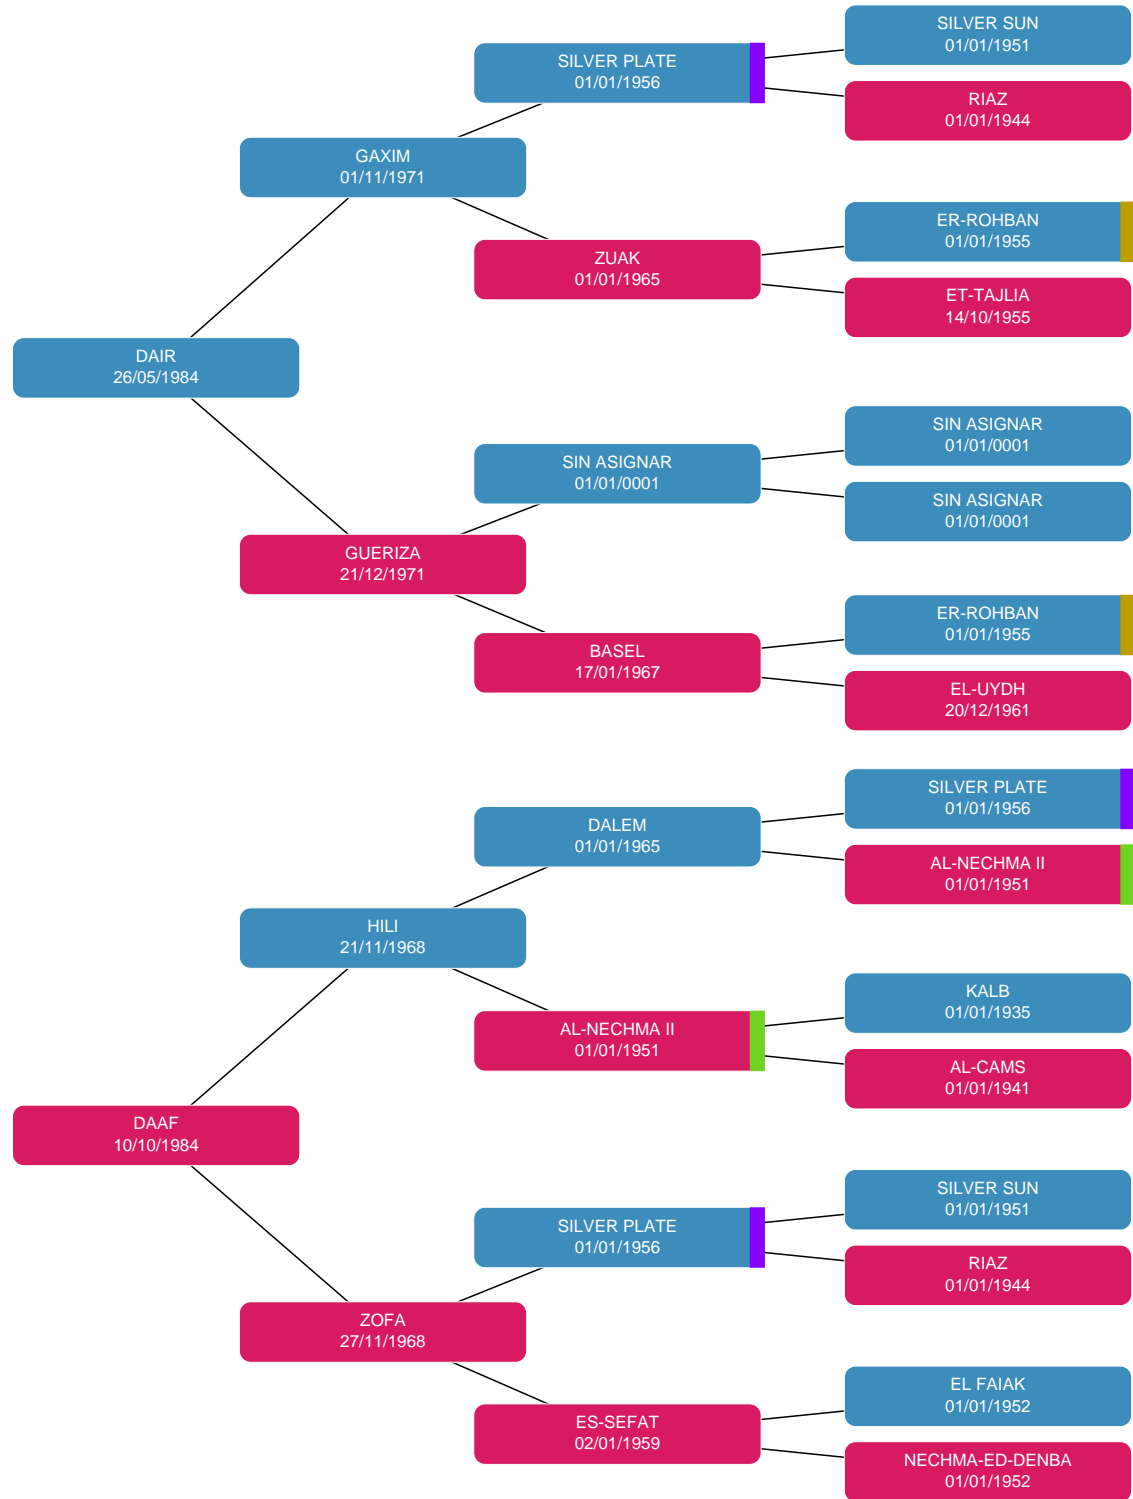 SILVER SUN
01/01/1951
SILVER PLATE
01/01/1956
RIAZ
01/01/1944
GAXIM
01/11/1971
ER-ROHBAN
01/01/1955
ZUAK
01/01/1965
ET-TAJLIA
14/10/1955
DAIR
26/05/1984
SIN ASIGNAR
01/01/0001
SIN ASIGNAR
01/01/0001
SIN ASIGNAR
01/01/0001
GUERIZA
21/12/1971
ER-ROHBAN
01/01/1955
BASEL
17/01/1967
EL-UYDH
20/12/1961
SILVER PLATE
01/01/1956
DALEM
01/01/1965
AL-NECHMA II
01/01/1951
HILI
21/11/1968
KALB
01/01/1935
AL-NECHMA II
01/01/1951
AL-CAMS
01/01/1941
DAAF
10/10/1984
SILVER SUN
01/01/1951
SILVER PLATE
01/01/1956
RIAZ
01/01/1944
ZOFA
27/11/1968
EL FAIAK
01/01/1952
ES-SEFAT
02/01/1959
NECHMA-ED-DENBA
01/01/1952